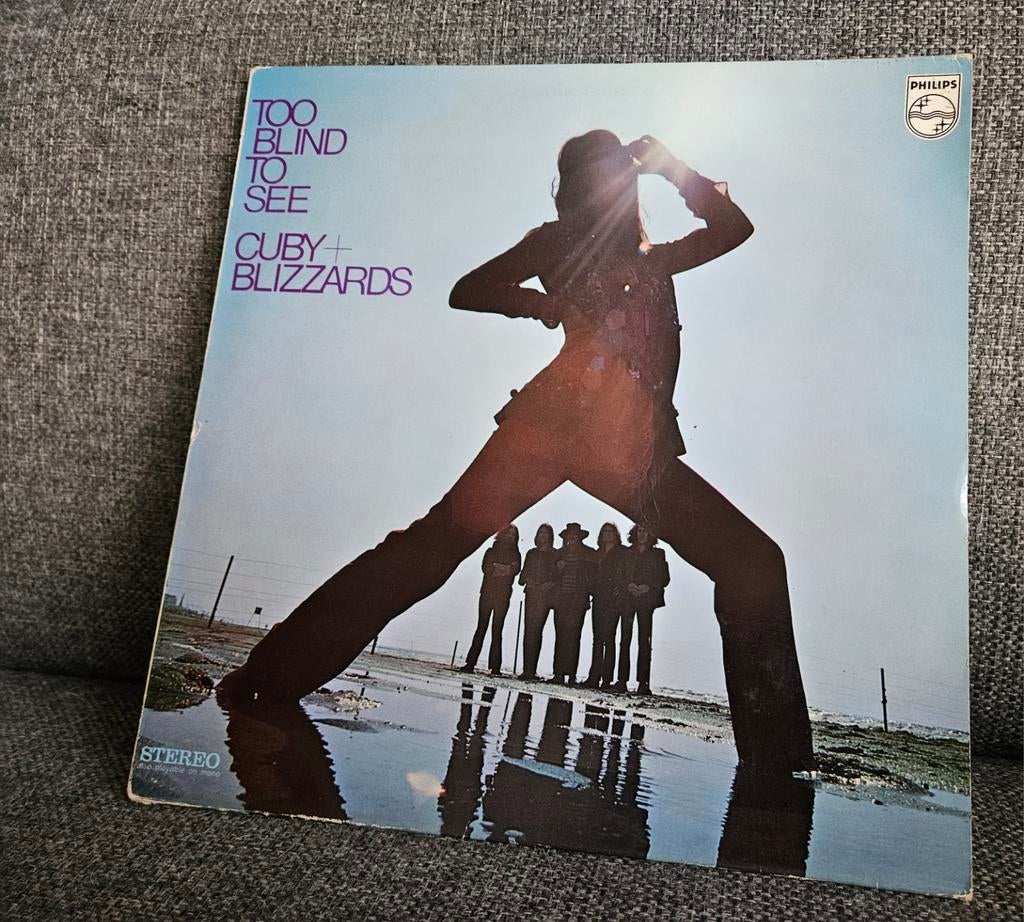 TOO
BLIND
TO
SEE
CUBY+
BLIZZARDS
PHILIPS
STEREO
also playable on mono